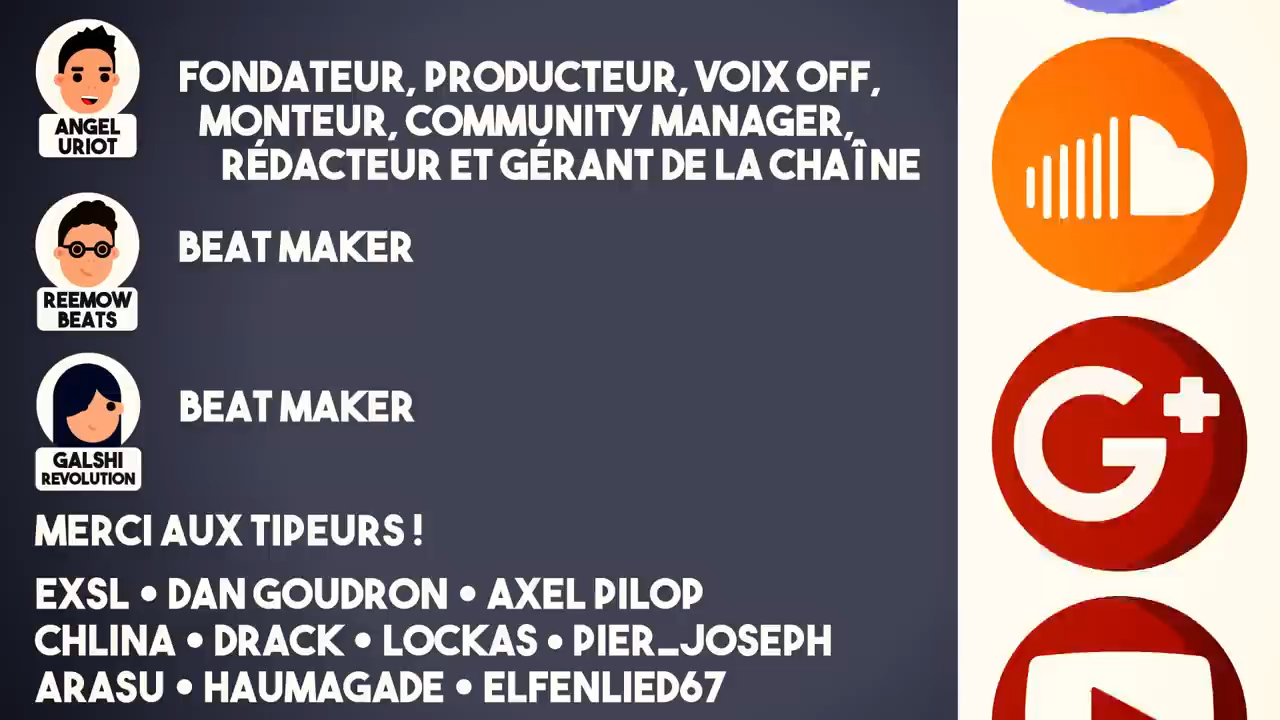 ANGEL
URIOT
FONDATEUR, PRODUCTEUR, VOIX OFF,
MONTEUR, COMMUNITY MANAGER,
RÉDACTEUR ET GÉRANT DE LA CHAÎNE
REEMOW
BEATS
BEAT MAKER
GALSHI
REVOLUTION
BEAT MAKER
MERCI AUX TIPEURS !
EXSL • DAN GOUDRON • AXEL PILOP
CHLINA • DRACK • LOCKAS • PIER_JOSEPH
ARASU • HAUMAGADE • ELFENLIED67
G+